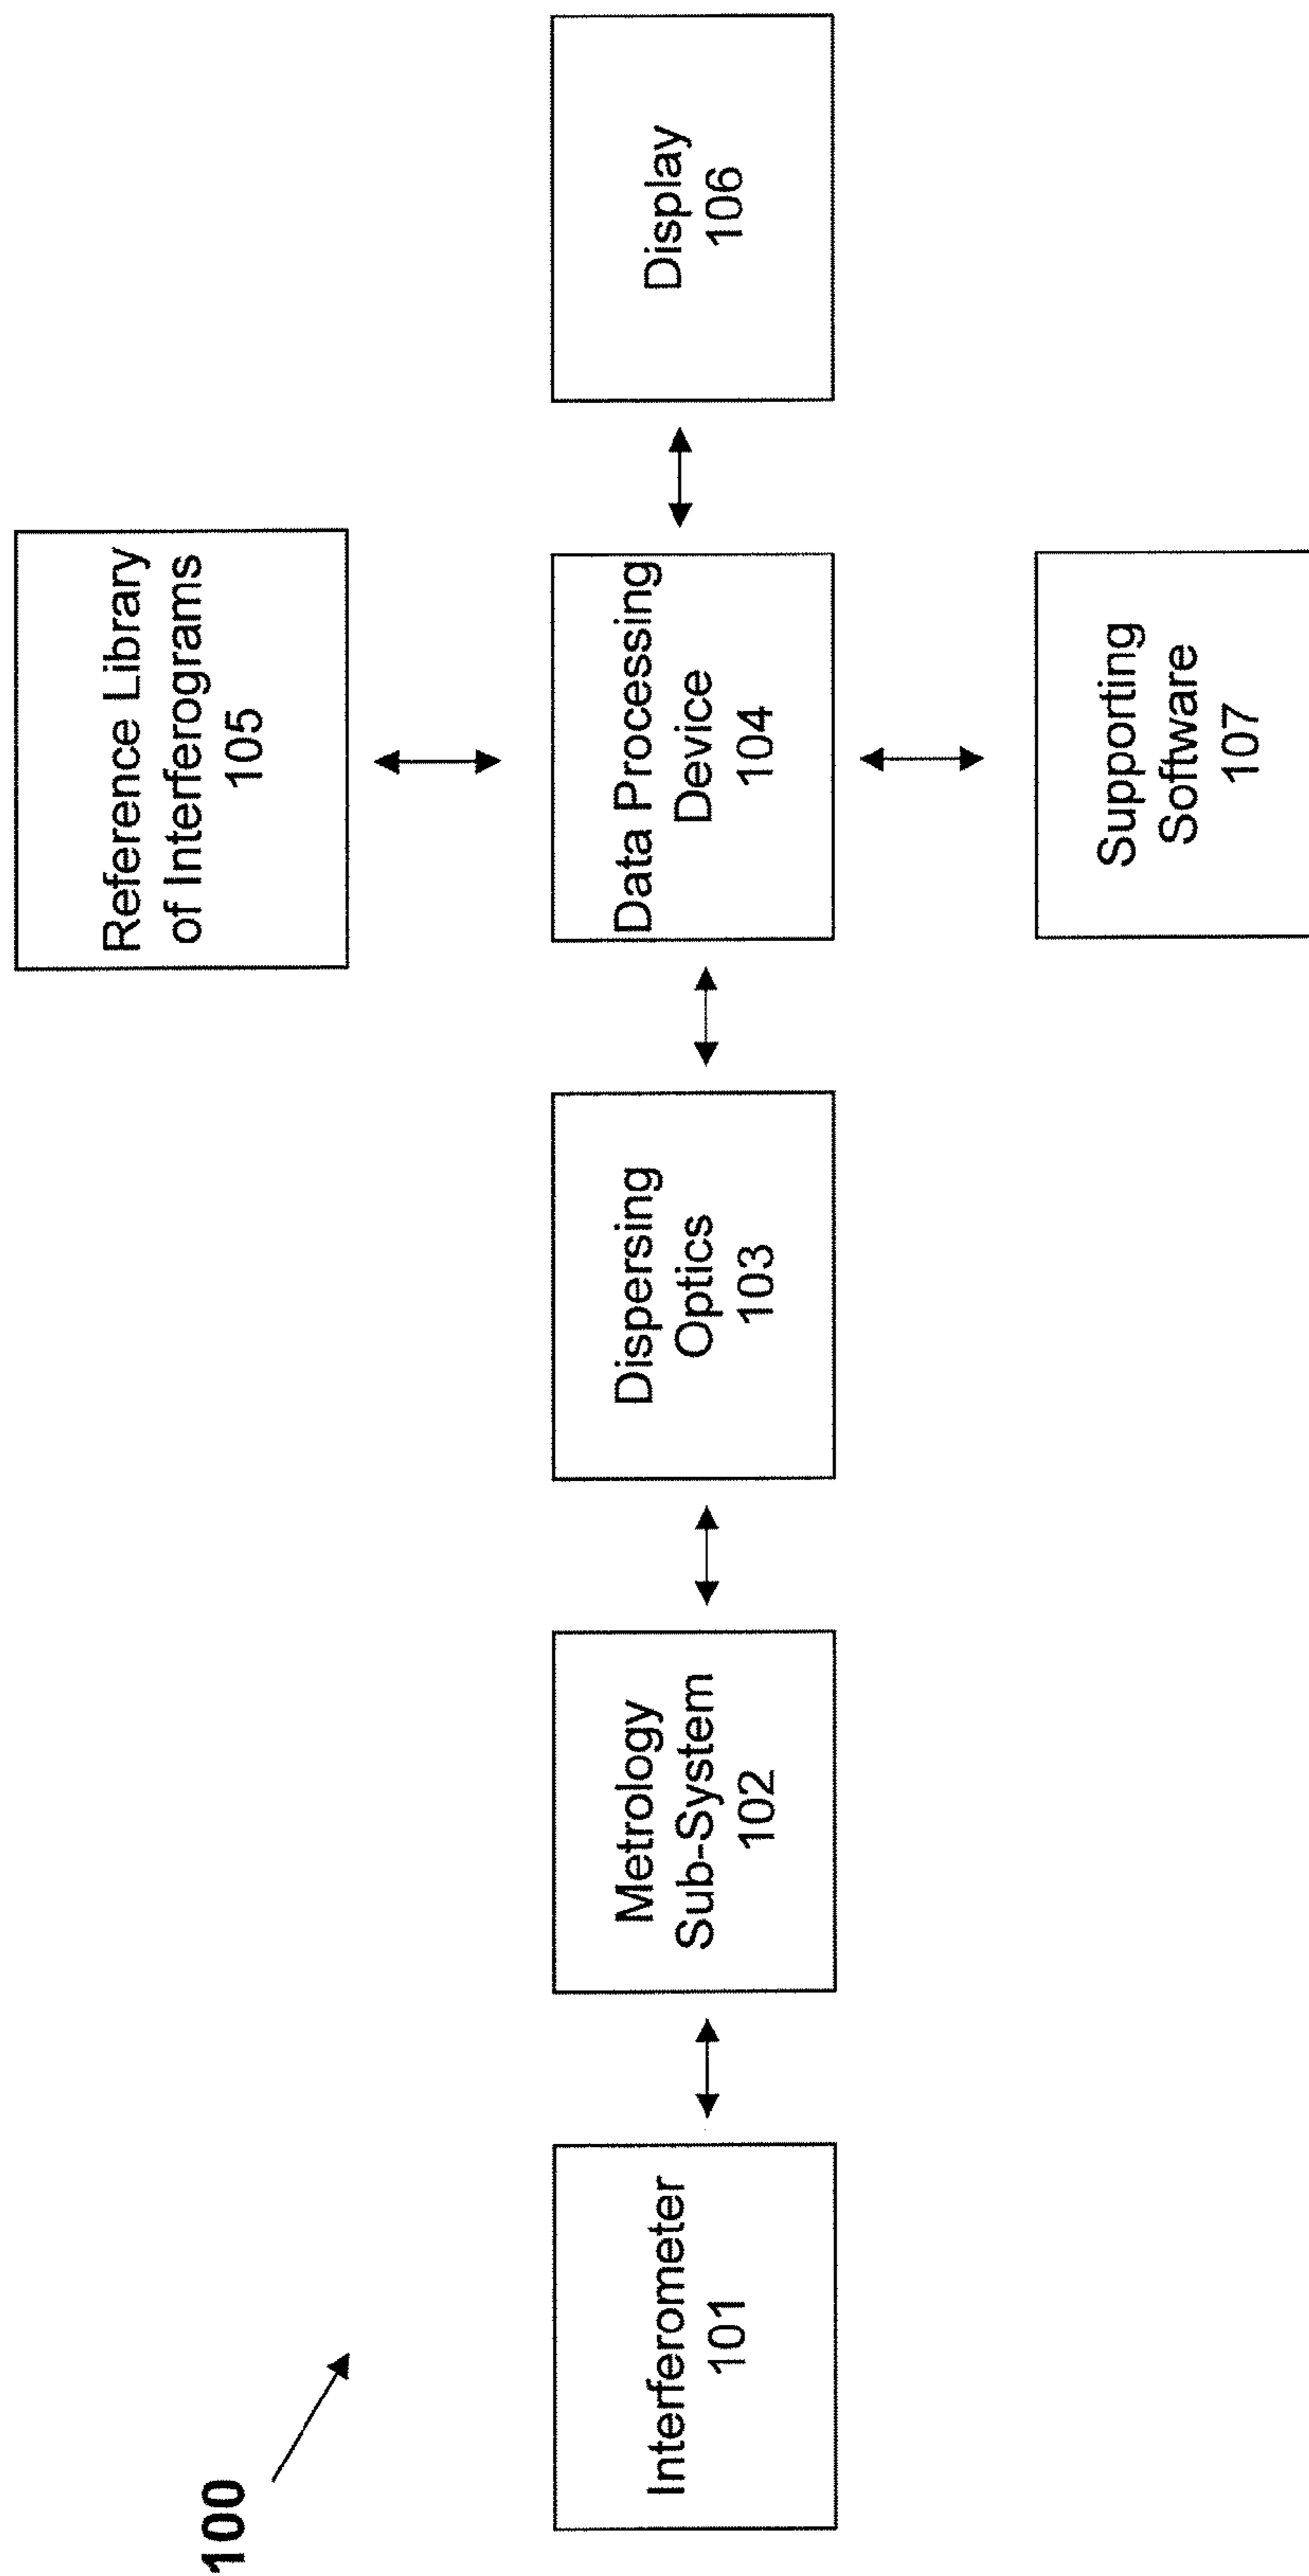 100
Reference Library
of Interferograms
105
Interferometer
101
Metrology
Sub-System
102
Dispersing
Optics
103
Data Processing
Device
104
Display
106
Supporting
Software
107